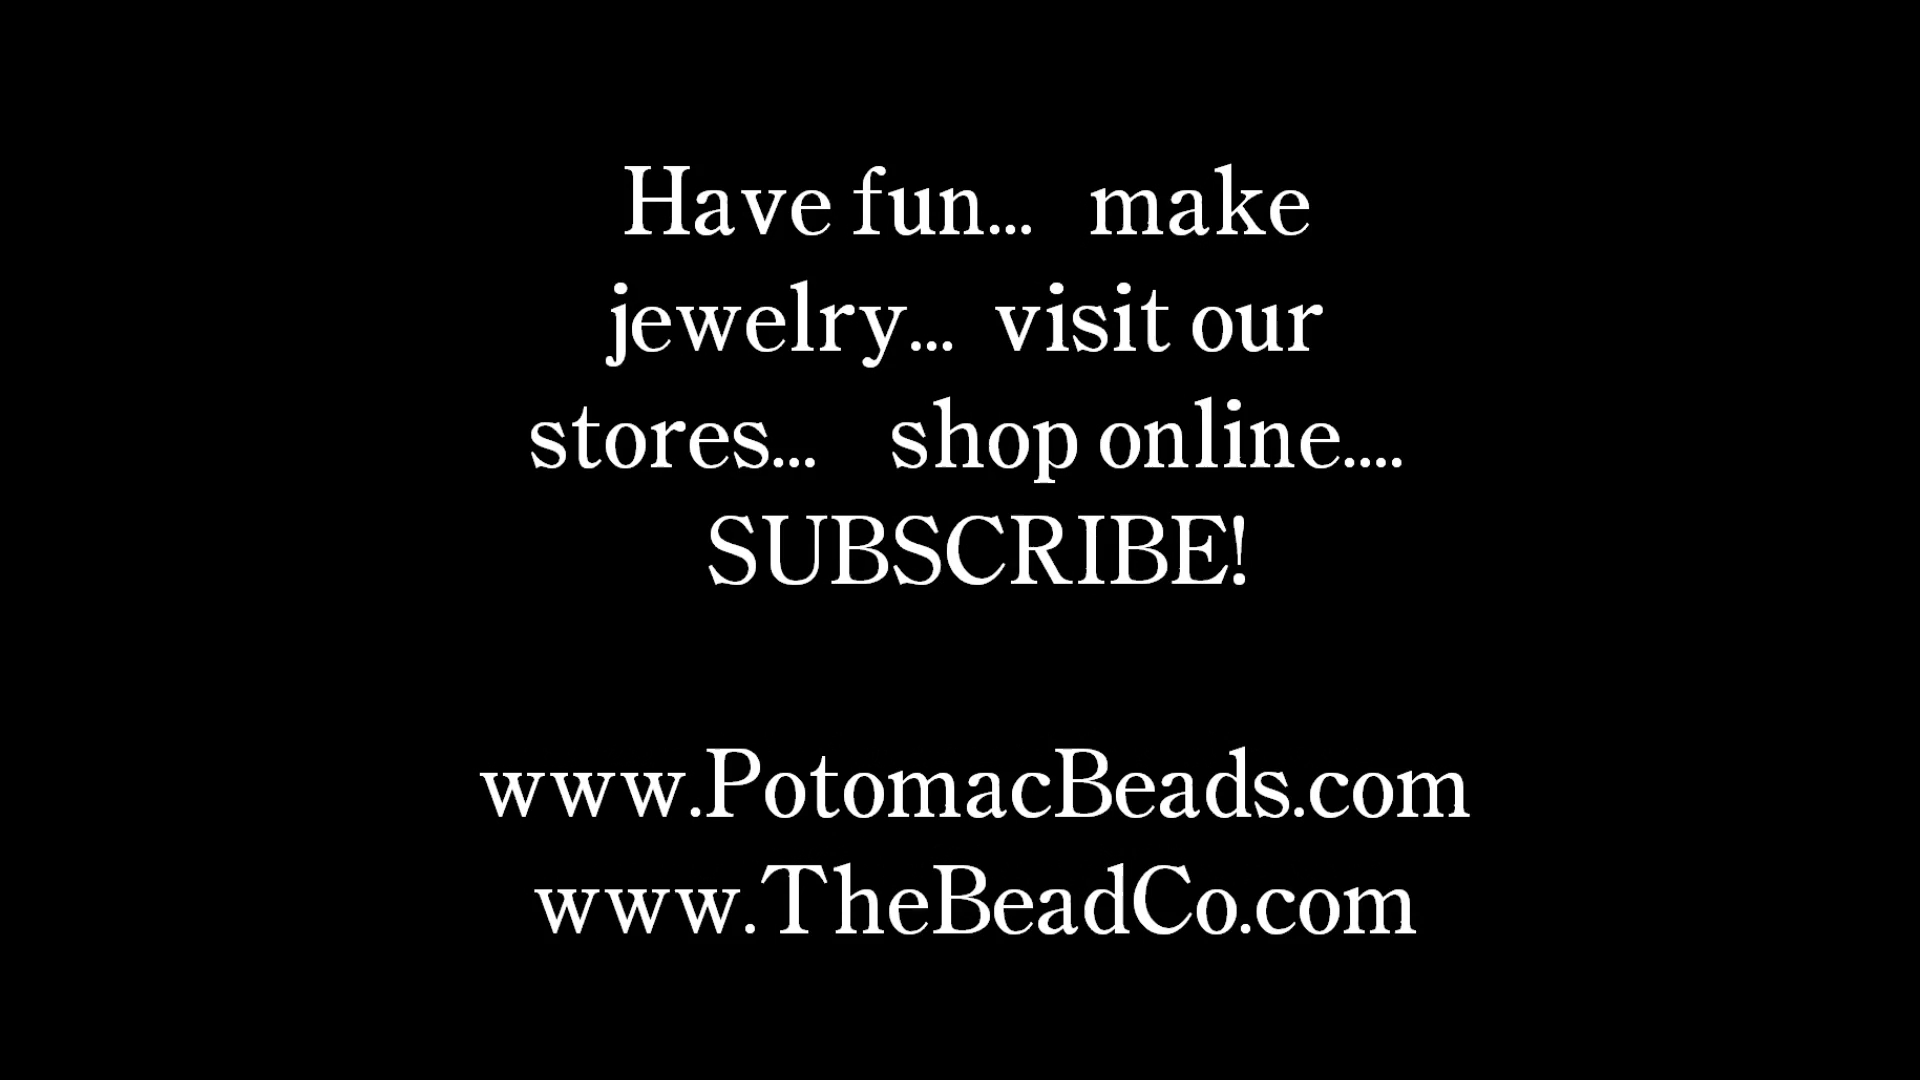 Have fun... make
jewelry... visit our
stores... shop online....
SUBSCRIBE!
www.PotomacBeads.com
www.TheBeadCo.com